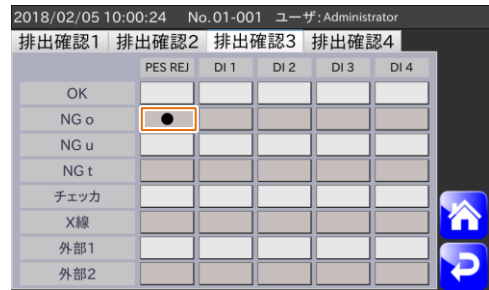 2018/02/05 10:00:24 No.01-001 ユーザ:Administrator
排出確認1 排出確認2 排出確認3 排出確認4
PES REJ DI 1 DI 2 DI 3 DI 4
OK
NG o ●
NG u
NG t
チェッカ
X線
外部1
外部2